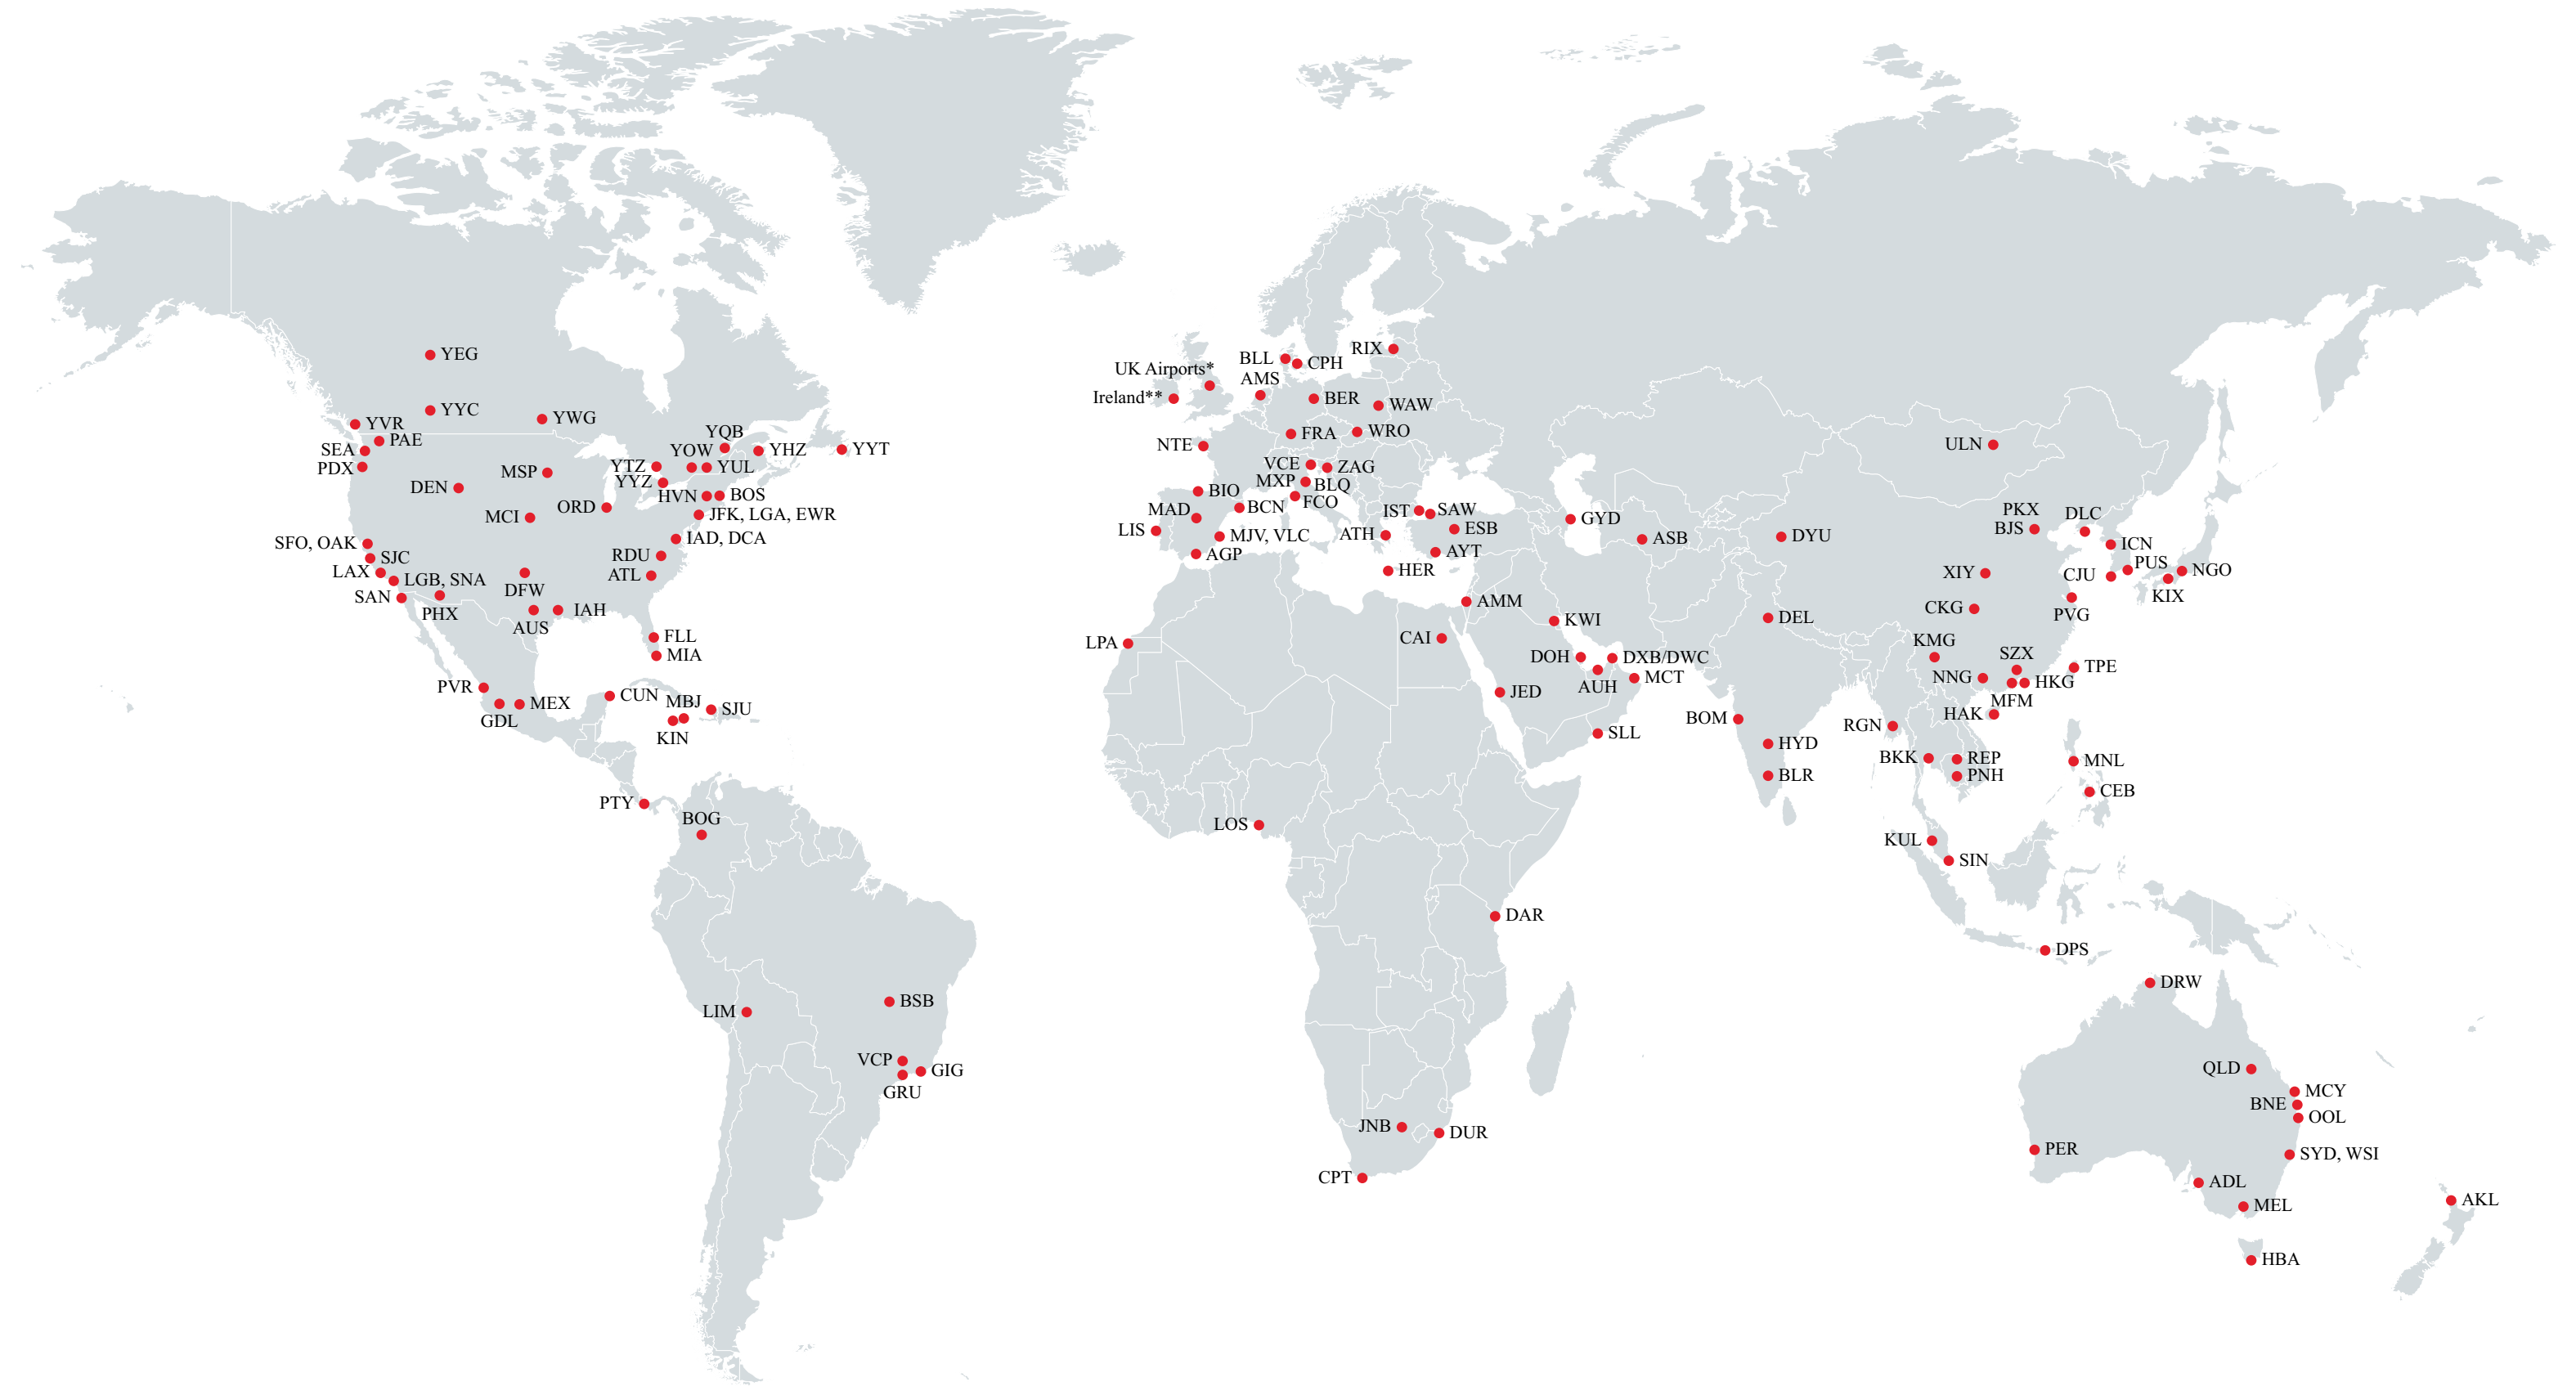 YEG
YYC
YWG
YVR
PAE
SEA
PDX
YQB
YOW
YUL
YHZ
YYT
YTZ
YYZ
MSP
DEN
HVN
BOS
ORD
MCI
JFK, LGA, EWR
IAD, DCA
SFO, OAK
SJC
LAX
LGB, SNA
SAN
PHX
DFW
AUS
IAH
RDU
ATL
FLL
MIA
PVR
GDL
MEX
CUN
MBJ
KIN
SJU
PTY
BOG
LIM
BSB
VCP
GRU
GIG
UK Airports*
Ireland**
BLL
CPH
RIX
AMS
BER
WAW
FRA
WRO
NTE
VCE
ZAG
MXP
BLQ
FCO
BIO
BCN
MAD
LIS
MJV, VLC
AGP
IST
SAW
ESB
ATH
AYT
HER
GYD
ASB
DYU
AMM
KWI
CAI
LPA
DOH
DXB/DWC
AUH
MCT
JED
SLL
LOS
DAR
JNB
DUR
CPT
DEL
BOM
HYD
BLR
ULN
PKX
BJS
DLC
ICN
PUS
CJU
NGO
KIX
XIY
CKG
PVG
KMG
SZX
NNG
HKG
MFM
TPE
HAK
RGN
BKK
REP
PNH
MNL
CEB
KUL
SIN
DPS
DRW
QLD
MCY
BNE
OOL
PER
SYD, WSI
ADL
MEL
AKL
HBA